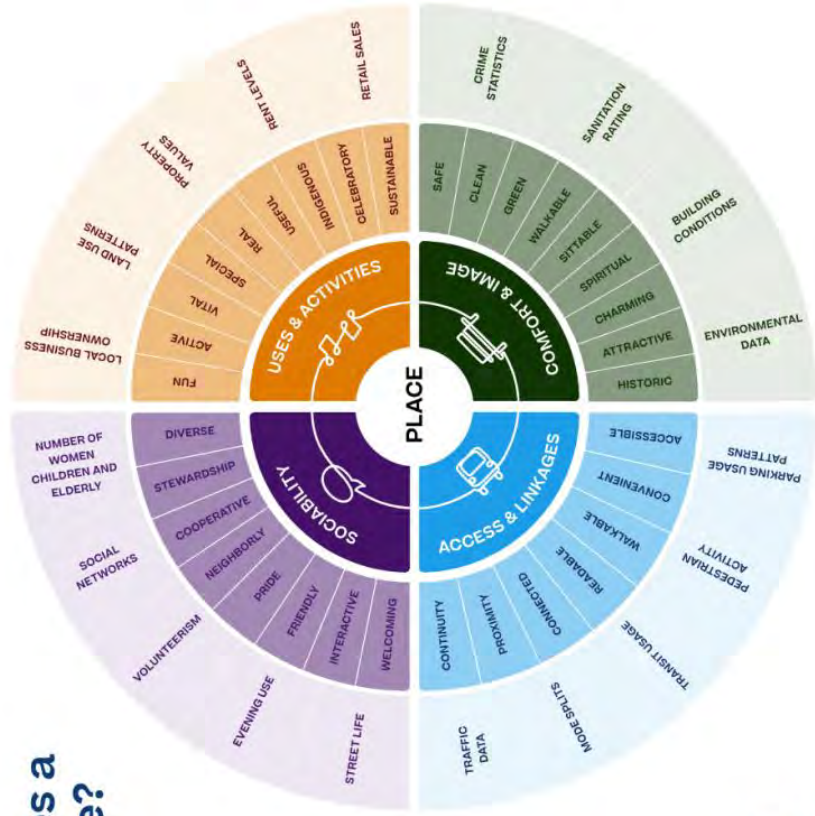 s a
e?
PLACE
SOCIABILITY
USES & ACTIVITIES
ACCESS & LINKAGES
COMFORT & IMAGE
DIVERSE
STEWARDSHIP
COOPERATIVE
NEIGHBORLY
PRIDE
FRIENDLY
INTERACTIVE
WELCOMING
NUMBER OF
WOMEN
CHILDREN AND
ELDERLY
SOCIAL
NETWORKS
VOLUNTEERISM
EVENING USE
STREET LIFE
FUN
ACTIVE
VITAL
SPECIAL
REAL
USEFUL
INDIGENOUS
CELEBRATORY
SUSTAINABLE
LOCAL BUSINESS
OWNERSHIP
LAND USE
PATTERNS
PROPERTY
VALUES
RENT LEVELS
RETAIL SALES
SAFE
CLEAN
GREEN
WALKABLE
SITTABLE
SPIRITUAL
CHARMING
ATTRACTIVE
HISTORIC
CRIME
STATISTICS
SANITATION
RATING
BUILDING
CONDITIONS
ENVIRONMENTAL
DATA
CONTINUITY
PROXIMITY
CONNECTED
READABLE
WALKABLE
CONVENIENT
ACCESSIBLE
TRAFFIC
DATA
MODE SPLITS
TRANSIT USAGE
PEDESTRIAN
ACTIVITY
PARKING USAGE
PATTERNS